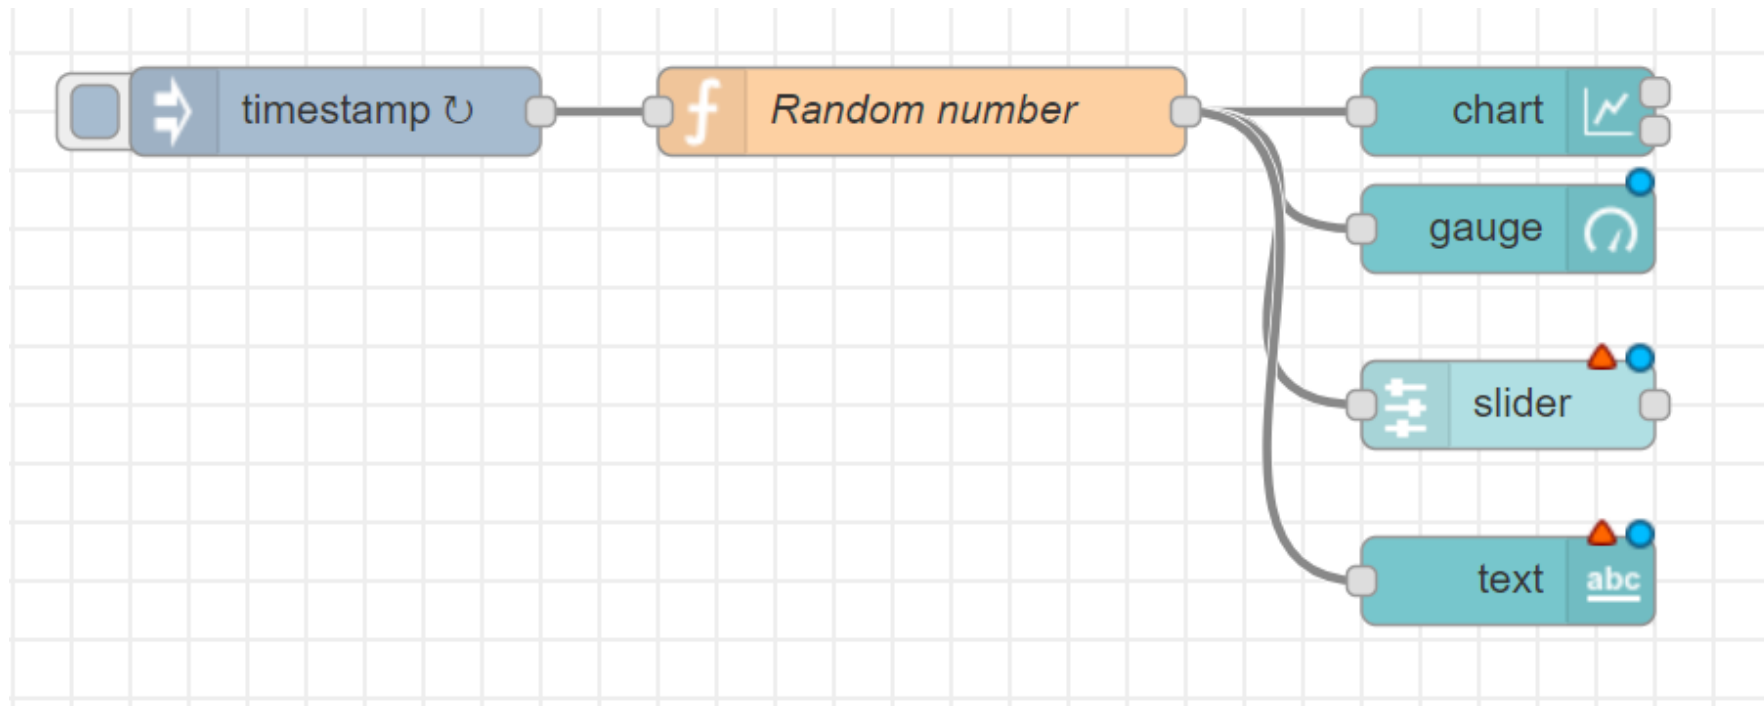 timestamp ↻
Random number
chart
gauge
slider
text
abc